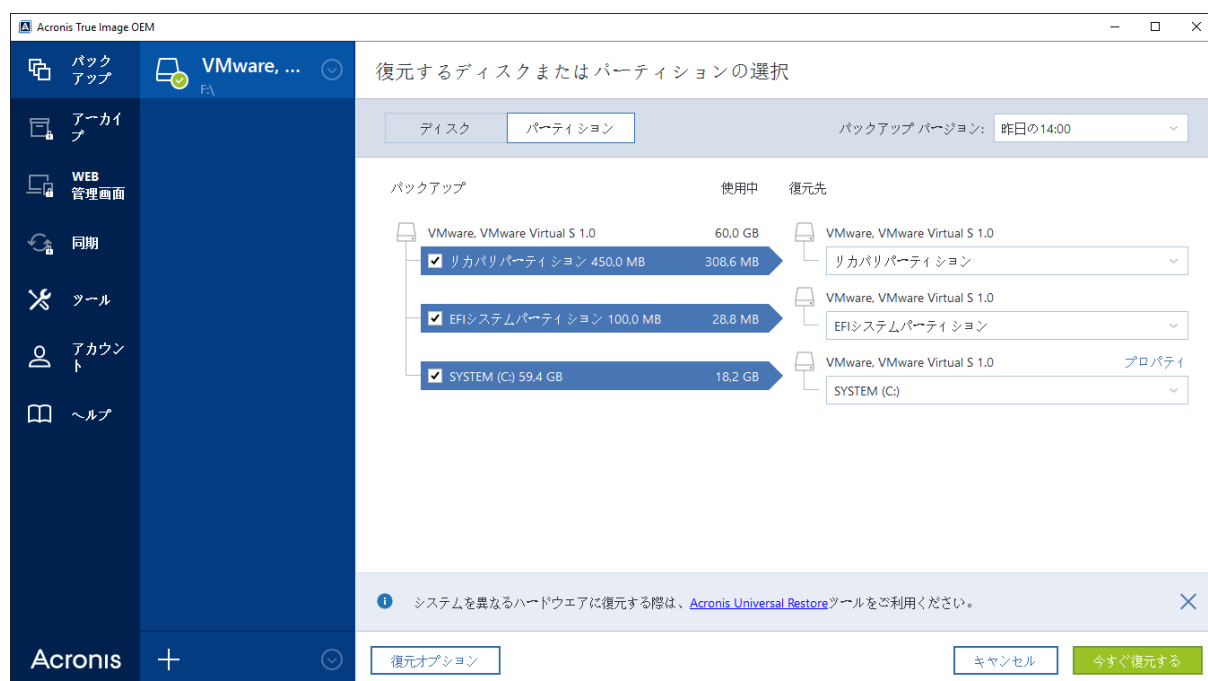 Acronis True Image OEM
バック
アップ
VMware, ...
F:\
復元するディスクまたはパーティションの選択
アーカイ
ブ
ディスク
パーティション
バックアップ バージョン:
昨日の14:00
WEB
管理画面
バックアップ
使用中
復元先
同期
VMware, VMware Virtual S 1.0
60,0 GB
VMware, VMware Virtual S 1.0
リカバリパーティション 450,0 MB
308,6 MB
リカバリパーティション
ツール
VMware, VMware Virtual S 1.0
EFIシステムパーティション 100,0 MB
28,8 MB
EFIシステムパーティション
アカウン
ト
VMware, VMware Virtual S 1.0
プロパティ
SYSTEM (C:) 59,4 GB
18,2 GB
SYSTEM (C:)
ヘルプ
システムを異なるハードウエアに復元する際は、Acronis Universal Restoreツールをご利用ください。
Acronis
復元オプション
キャンセル
今すぐ復元する